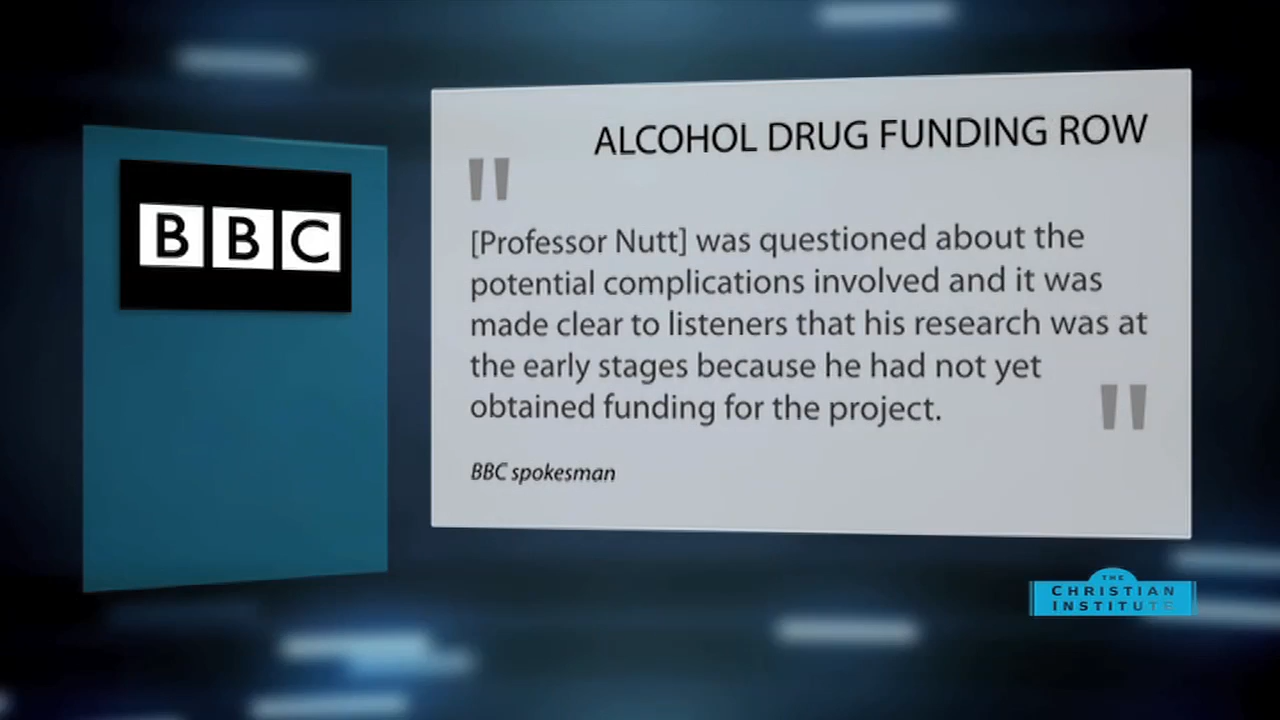 BBC
ALCOHOL DRUG FUNDING ROW
"
[Professor Nutt] was questioned about the
potential complications involved and it was
made clear to listeners that his research was at
the early stages because he had not yet
obtained funding for the project.
"
BBC spokesman
THE
CHRISTIAN
INSTITUTE